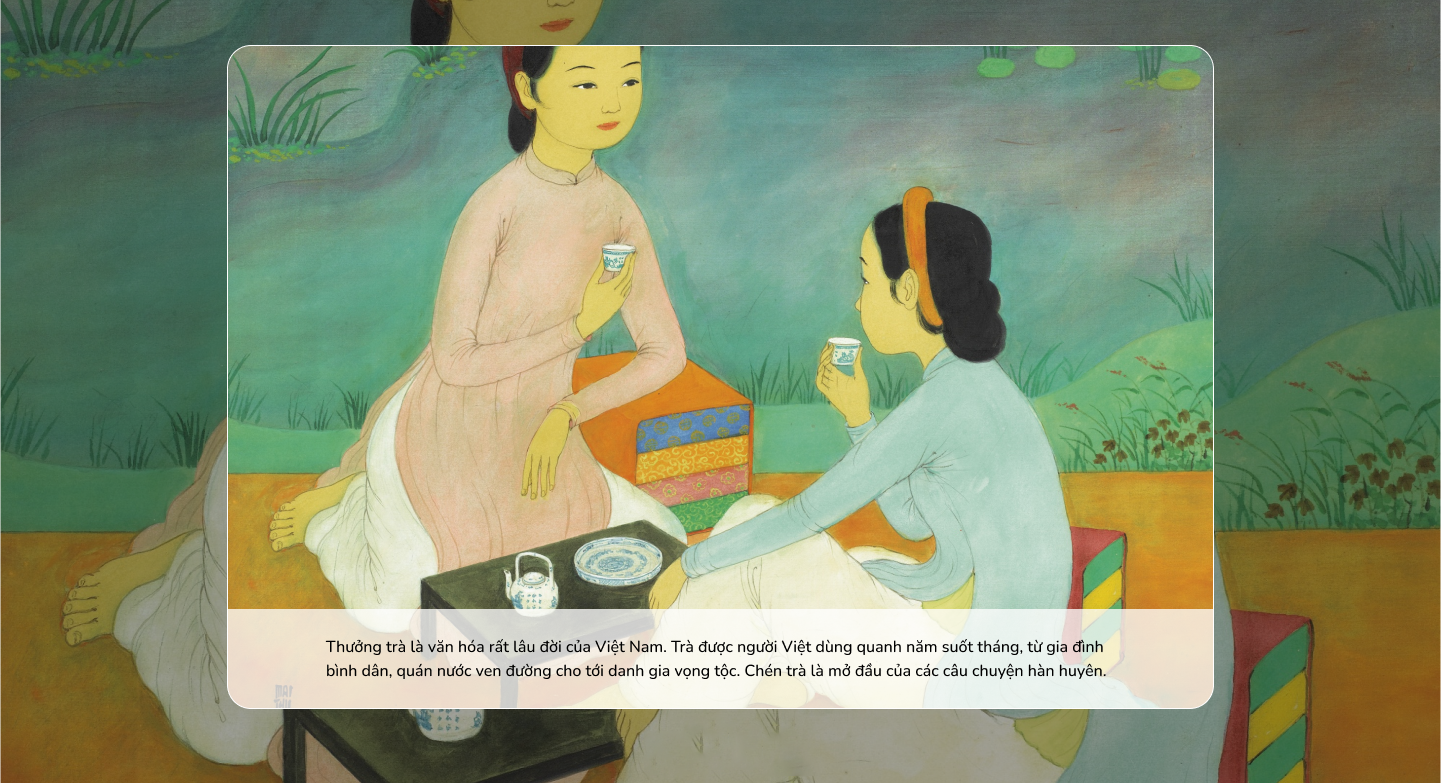 Thưởng trà là văn hóa rất lâu đời của Việt Nam. Trà được người Việt dùng quanh năm suốt tháng, từ gia đình
bình dân, quán nước ven đường cho tới danh gia vọng tộc. Chén trà là mở đầu của các câu chuyện hàn huyên.